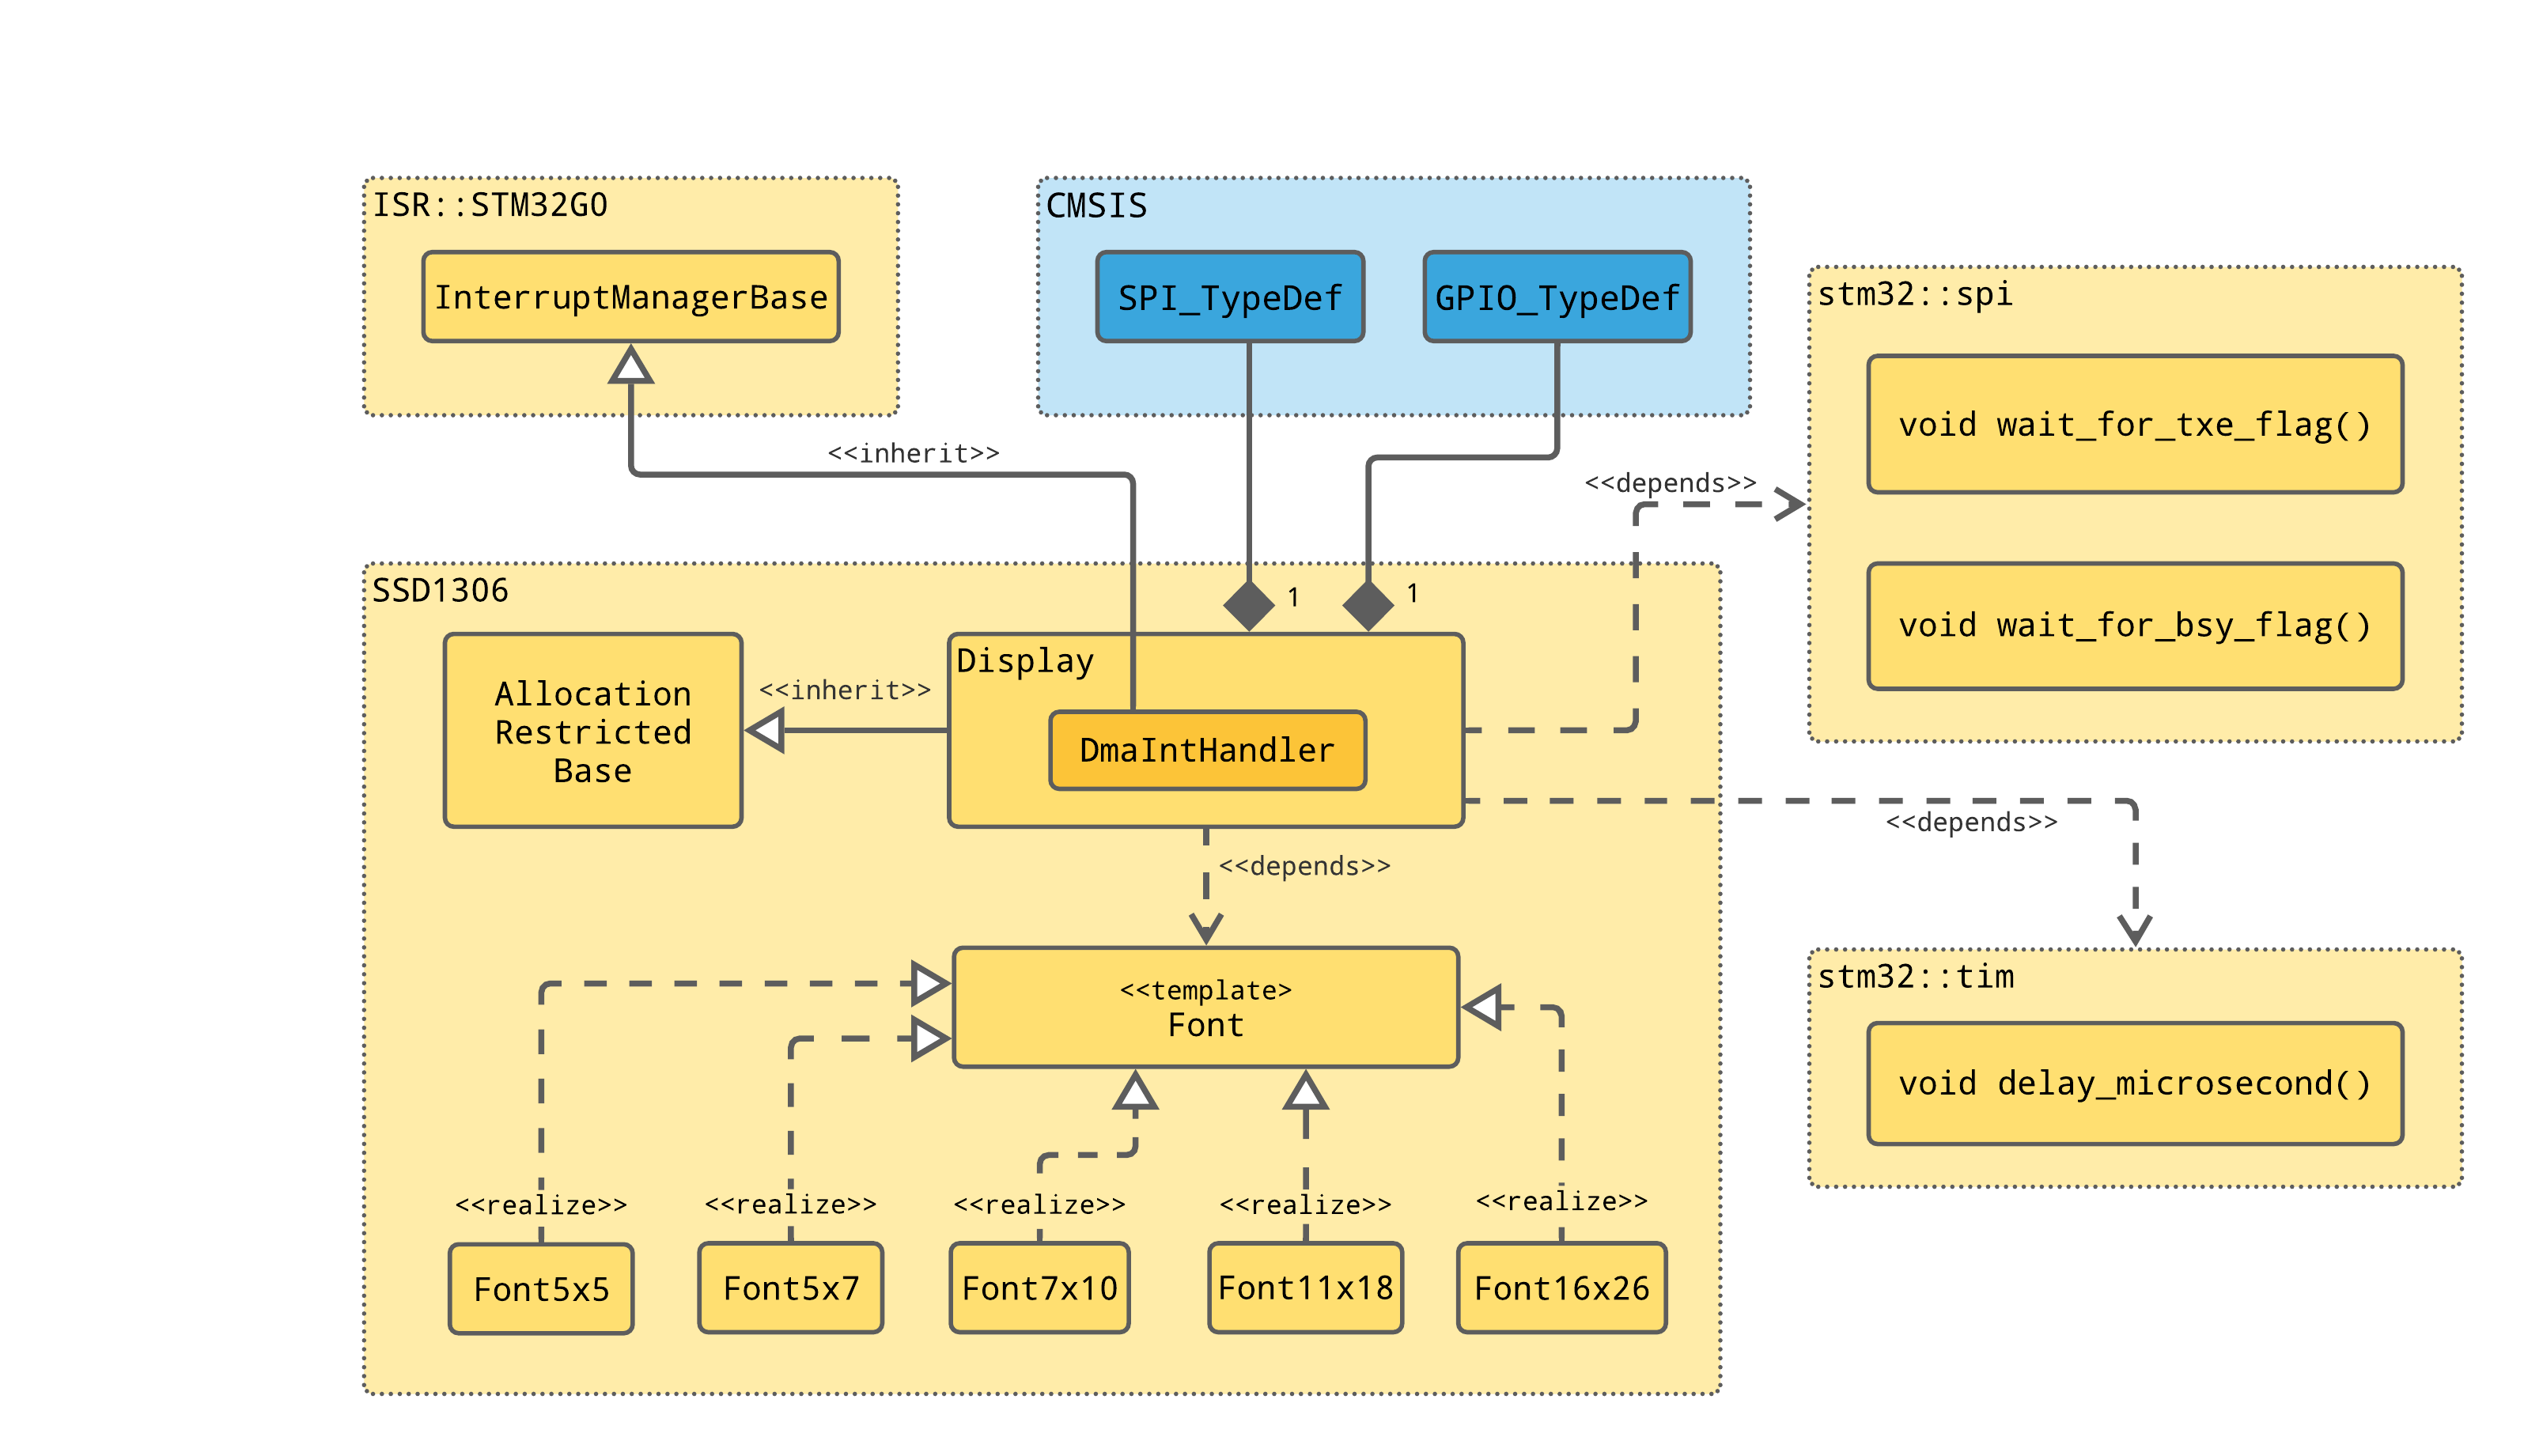 ISR::STM32G0
InterruptManagerBase
CMSIS
SPI_TypeDef
GPIO_TypeDef
stm32::spi
void wait_for_txe_flag()
void wait_for_bsy_flag()
<<inherit>>
<<depends>>
SSD1306
1
1
Allocation
Restricted
Base
<<inherit>>
Display
DmaIntHandler
<<depends>>
<<depends>>
<<template>
Font
stm32::tim
void delay_microsecond()
<<realize>>
<<realize>>
<<realize>>
<<realize>>
<<realize>>
Font5x5
Font5x7
Font7x10
Font11x18
Font16x26